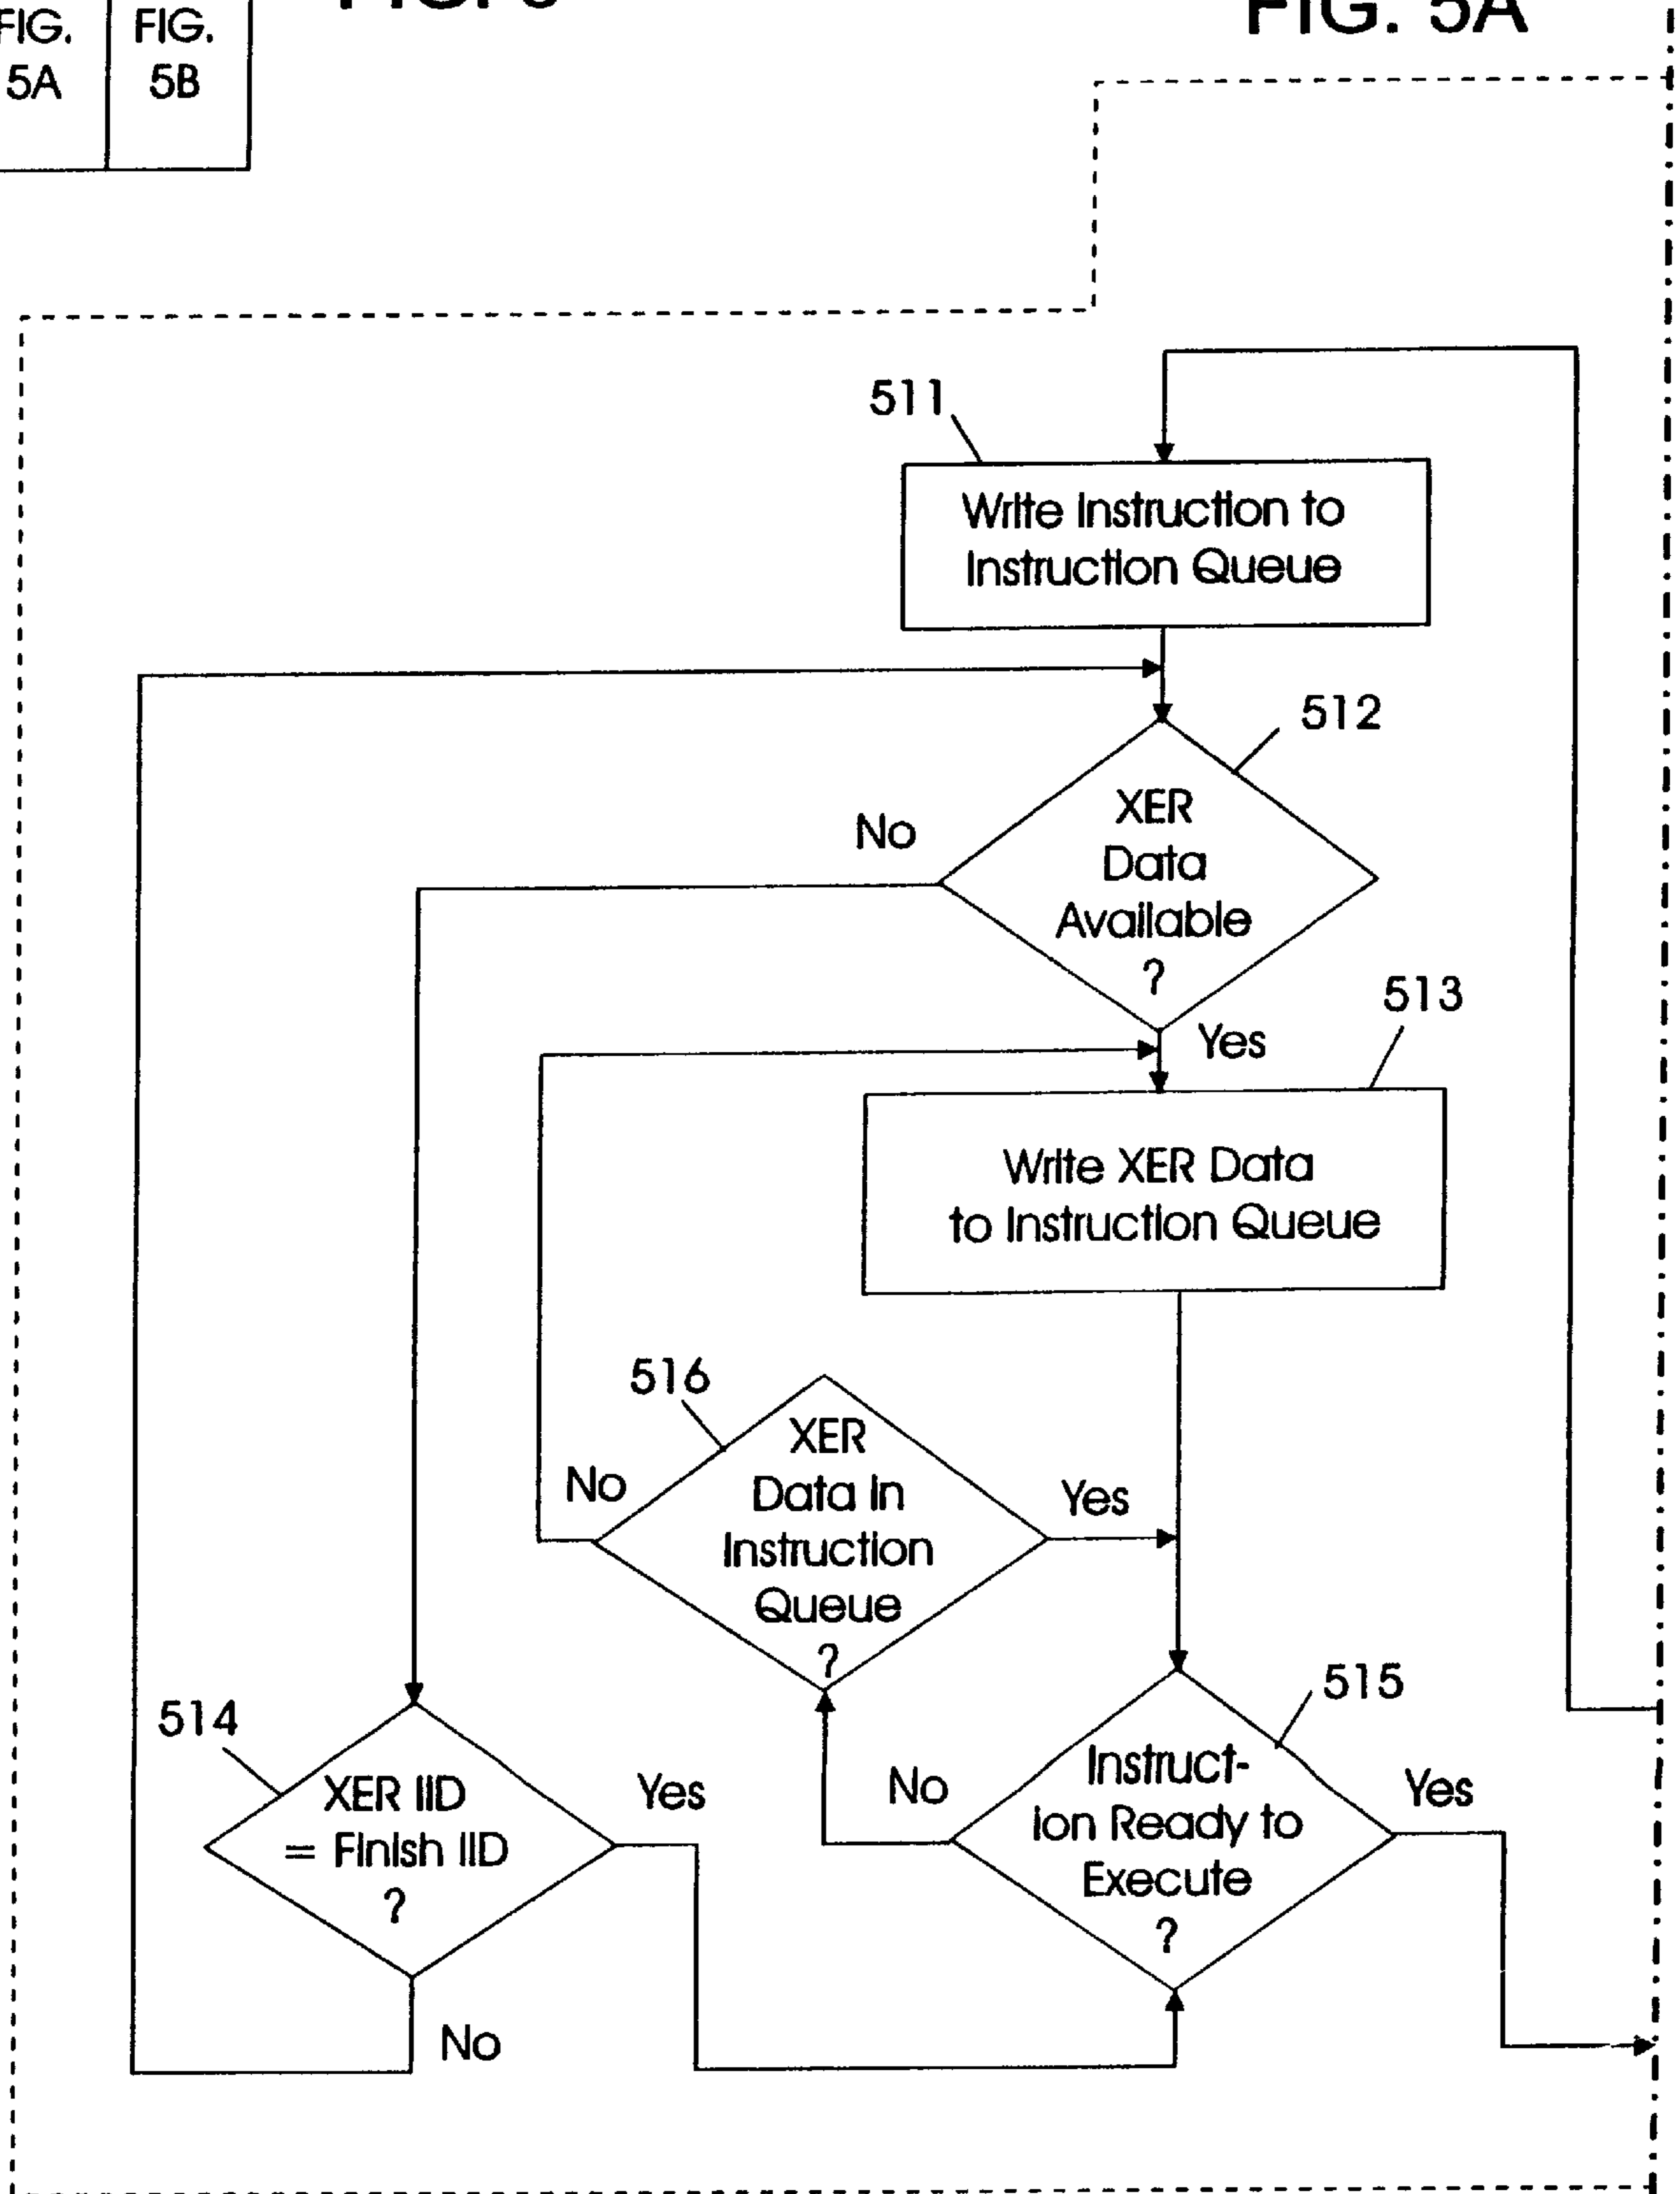 FIG.
5A
FIG.
5B
FIG. 5
FIG. 5A
511
Write Instruction to
Instruction Queue
512
XER
Data
Available
?
No
Yes
513
Write XER Data
to Instruction Queue
516
XER
Data In
Instruction
Queue
?
No
Yes
514
XER IID
= Finish IID
?
Yes
No
515
Instruct-
ion Ready to
Execute
?
No
Yes